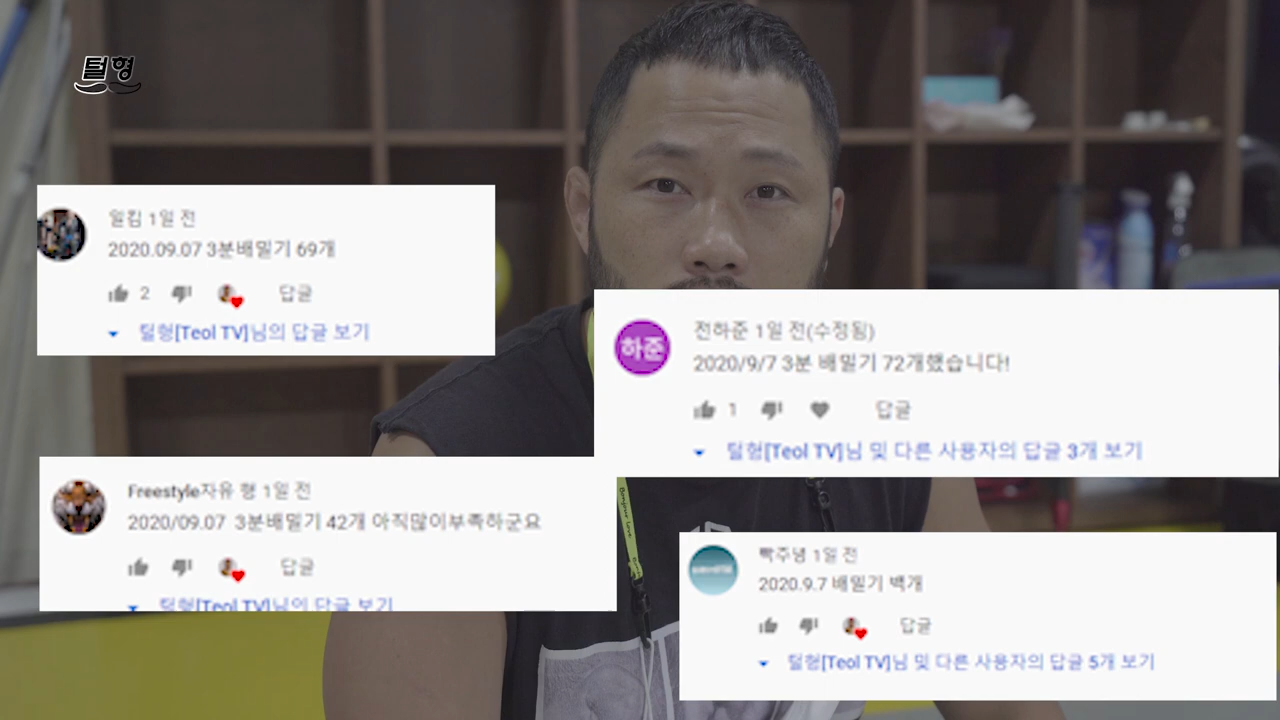 털형
일킴 1일 전
2020.09.07 3분배밀기 69개
2 답글
털형[Teol TV]님의 답글 보기
하준
전하준 1일 전(수정됨)
2020/9/7 3분 배밀기 72개했습니다!
1 답글
털형[Teol TV]님 및 다른 사용자의 답글 3개 보기
Freestyle자유 형 1일 전
2020/09.07 3분배밀기 42개 아직많이부족하군요
답글
털형[Teol TV]님의 답글 보기
Bonjour love
빡주녕 1일 전
2020.9.7 배밀기 백개
답글
털형[Teol TV]님 및 다른 사용자의 답글 5개 보기